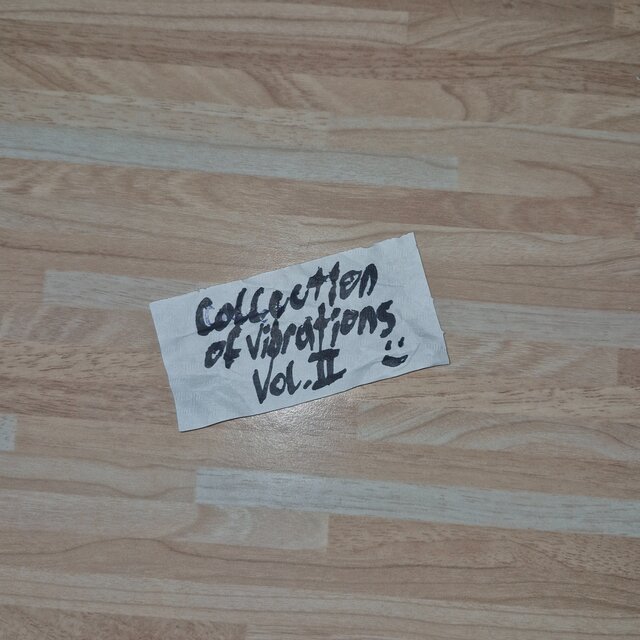 Collection
of vibrations
Vol. II